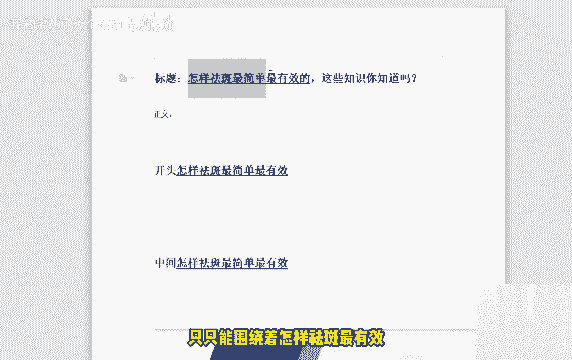 标题：怎样祛斑最简单最有效的，这些知识你知道吗？
正文：
开头怎样祛斑最简单最有效
中间怎样祛斑最简单最有效
只只能围绕着怎样祛斑最有效